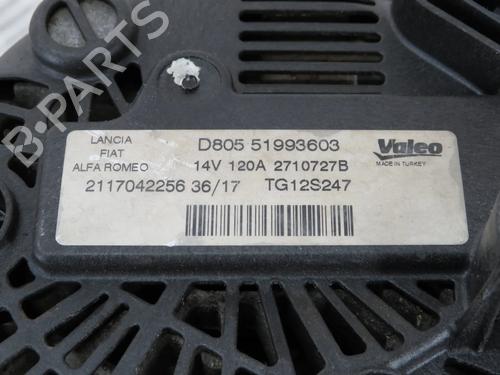 B-PARTS
LANCIA
FIAT
ALFA ROMEO
D805 51993603
14V 120A 2710727B
Valeo
MADE IN TURKEY
2117042256 36/17 TG12S247